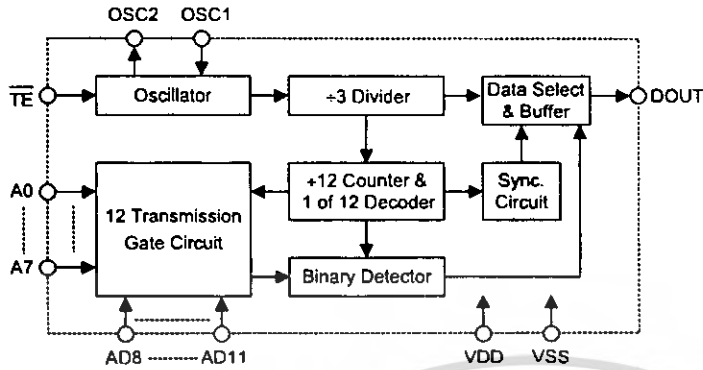 OSC2 OSC1
TE
Oscillator
÷3 Divider
Data Select
& Buffer
DOUT
A0
12 Transmission
Gate Circuit
+12 Counter &
1 of 12 Decoder
Sync.
Circuit
A7
Binary Detector
AD8 AD11
VDD VSS